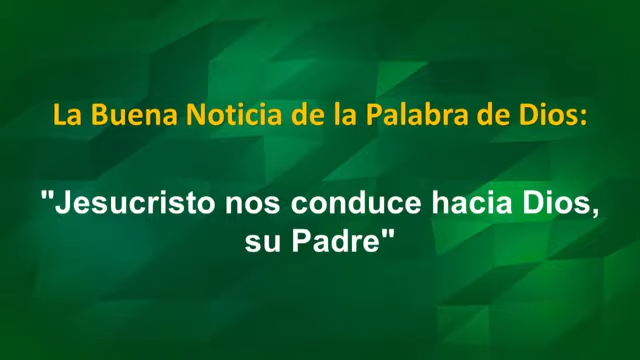 La Buena Noticia de la Palabra de Dios:
"Jesucristo nos conduce hacia Dios,
su Padre"